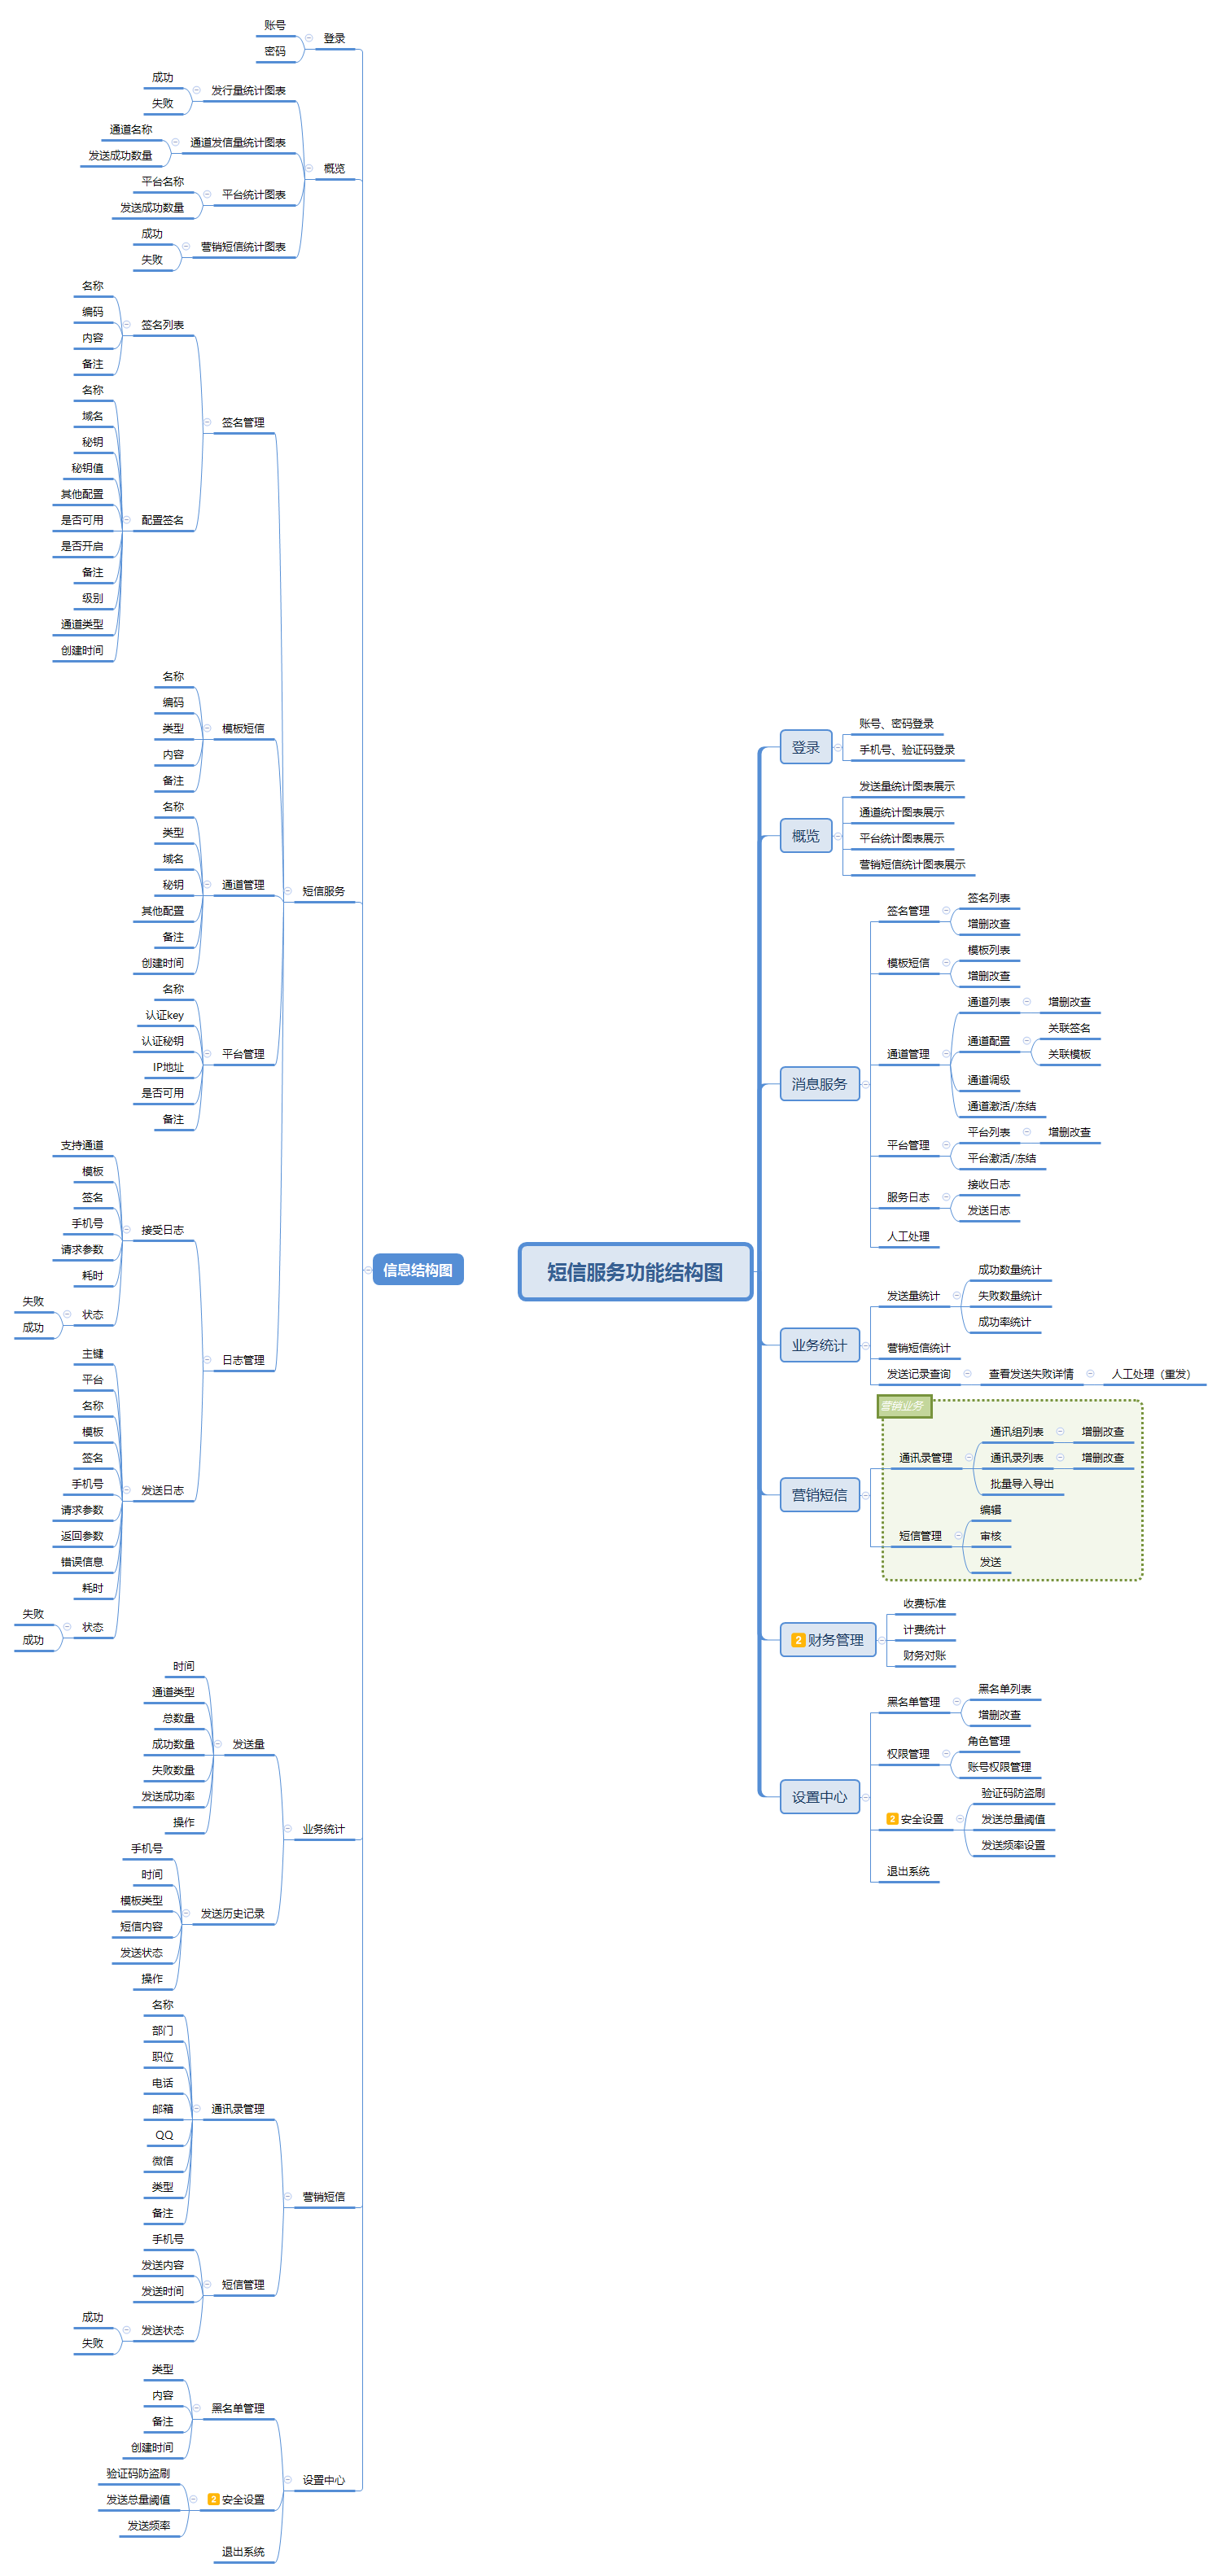 账号
密码
登录
成功
失败
发行量统计图表
通道名称
发送成功数量
通道发信量统计图表
平台名称
发送成功数量
平台统计图表
成功
失败
营销短信统计图表
概览
名称
编码
内容
备注
签名列表
名称
域名
秘钥
秘钥值
其他配置
是否可用
是否开启
备注
级别
通道类型
创建时间
配置签名
签名管理
名称
编码
类型
内容
备注
模板短信
名称
类型
域名
秘钥
其他配置
备注
创建时间
通道管理
名称
认证key
认证秘钥
IP地址
是否可用
备注
平台管理
支持通道
模板
签名
手机号
请求参数
耗时
失败
成功
状态
接受日志
主键
平台
名称
模板
签名
手机号
请求参数
返回参数
错误信息
耗时
失败
成功
状态
发送日志
日志管理
短信服务
时间
通道类型
总数量
成功数量
失败数量
发送成功率
操作
发送量
手机号
时间
模板类型
短信内容
发送状态
操作
发送历史记录
业务统计
名称
部门
职位
电话
邮箱
QQ
微信
类型
备注
通讯录管理
手机号
发送内容
发送时间
成功
失败
发送状态
短信管理
营销短信
类型
内容
备注
创建时间
黑名单管理
验证码防盗刷
发送总量阈值
发送频率
2 安全设置
退出系统
设置中心
信息结构图
短信服务功能结构图
登录
账号、密码登录
手机号、验证码登录
概览
发送量统计图表展示
通道统计图表展示
平台统计图表展示
营销短信统计图表展示
消息服务
签名管理
签名列表
增删改查
模板短信
模板列表
增删改查
通道管理
通道列表
增删改查
通道配置
关联签名
关联模板
通道调级
通道激活/冻结
平台管理
平台列表
增删改查
平台激活/冻结
服务日志
接收日志
发送日志
人工处理
业务统计
发送量统计
成功数量统计
失败数量统计
成功率统计
营销短信统计
发送记录查询
查看发送失败详情
人工处理（重发）
营销业务
营销短信
通讯录管理
通讯组列表
增删改查
通讯录列表
增删改查
批量导入导出
短信管理
编辑
审核
发送
2 财务管理
收费标准
计费统计
财务对账
设置中心
黑名单管理
黑名单列表
增删改查
权限管理
角色管理
账号权限管理
2 安全设置
验证码防盗刷
发送总量阈值
发送频率设置
退出系统